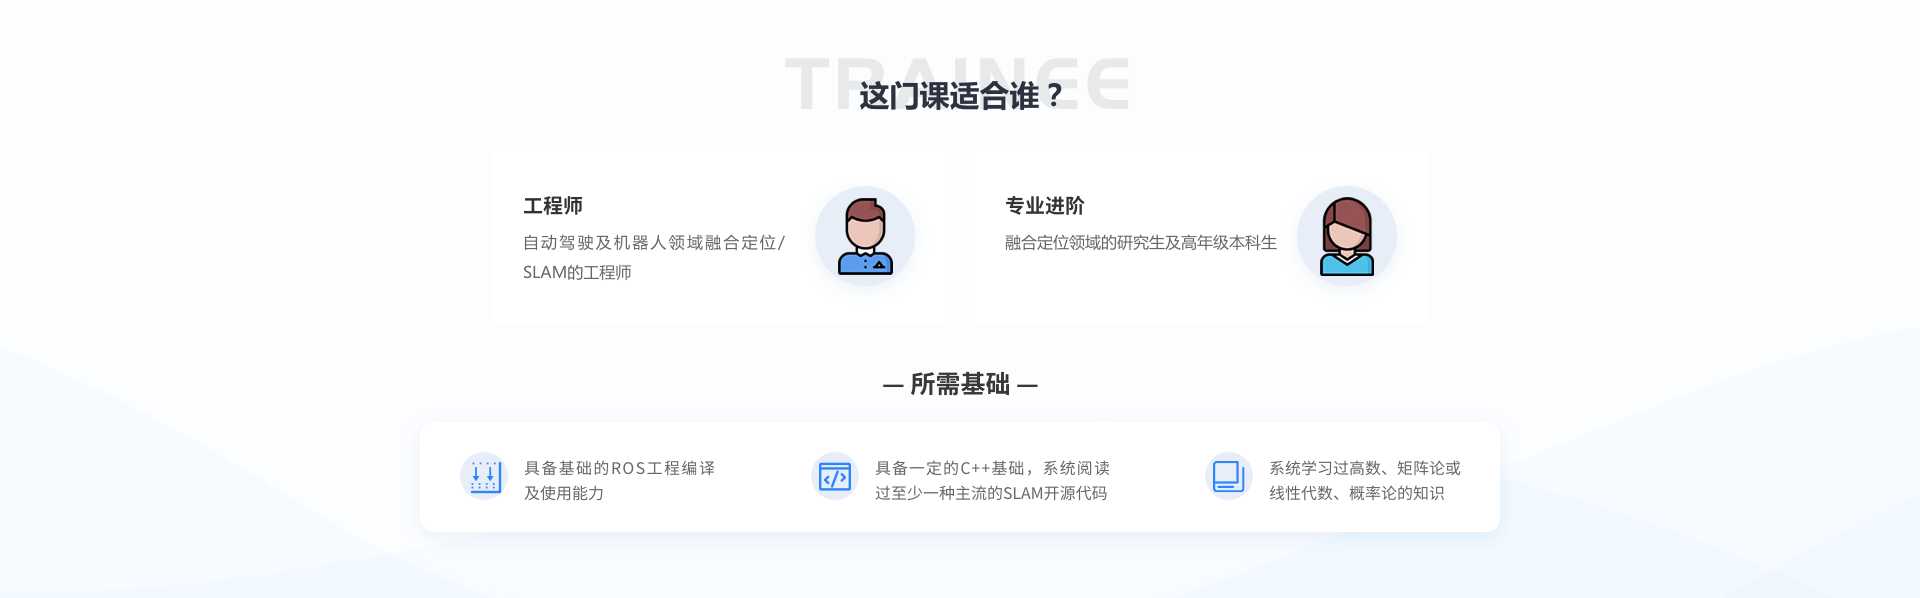 TRAINEE
这门课适合谁？
工程师
自动驾驶及机器人领域融合定位/
SLAM的工程师
专业进阶
融合定位领域的研究生及高年级本科生
— 所需基础 —
具备基础的ROS工程编译
及使用能力
具备一定的C++基础，系统阅读
过至少一种主流的SLAM开源代码
系统学习过高数、矩阵论或
线性代数、概率论的知识